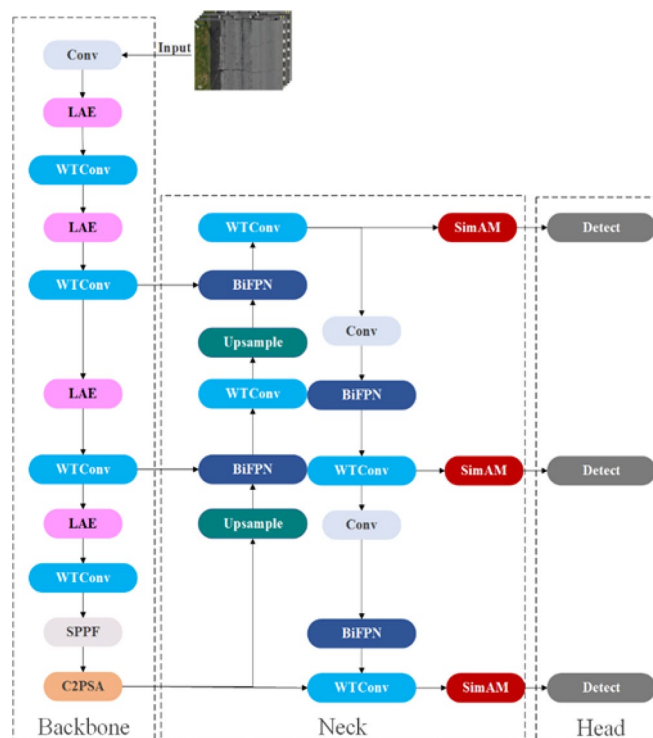 Input
Conv
LAE
WTConv
LAE
WTConv
LAE
WTConv
LAE
WTConv
SPPF
C2PSA
Backbone
WTConv
BiFPN
Upsample
WTConv
BiFPN
Upsample
Conv
BiFPN
WTConv
Conv
BiFPN
WTConv
SimAM
SimAM
SimAM
Neck
Detect
Detect
Detect
Head